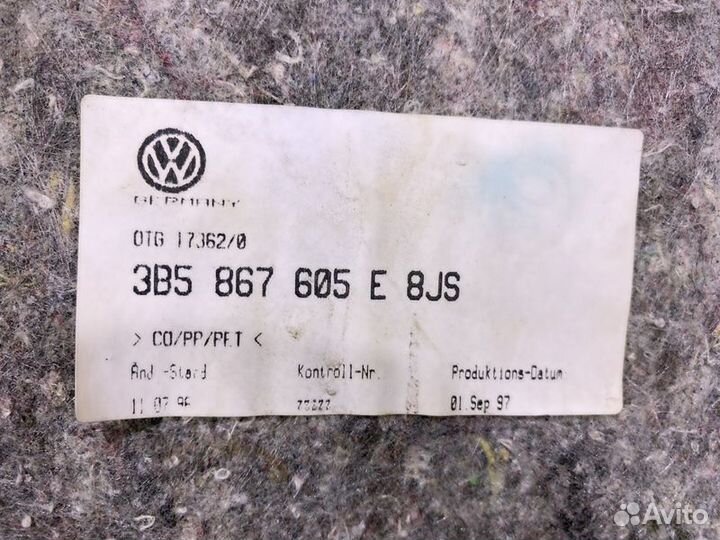 GERMANY
OTG 17362/0
3B5 867 605 E 8JS
> CO/PP/PET <
Änd.-Stand Kontroll-Nr. Produktions-Datum
01.Sep 97
Avito